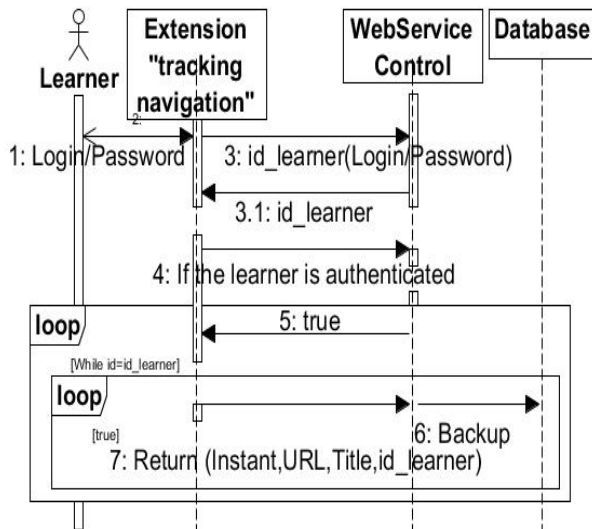 Learner
Extension
"tracking
navigation"
WebService
Control
Database
2:
1: Login/Password
3: id_learner(Login/Password)
3.1: id_learner
4: If the learner is authenticated
loop
5: true
[While id=id_learner]
loop
[true]
6: Backup
7: Return (Instant,URL,Title,id_learner)